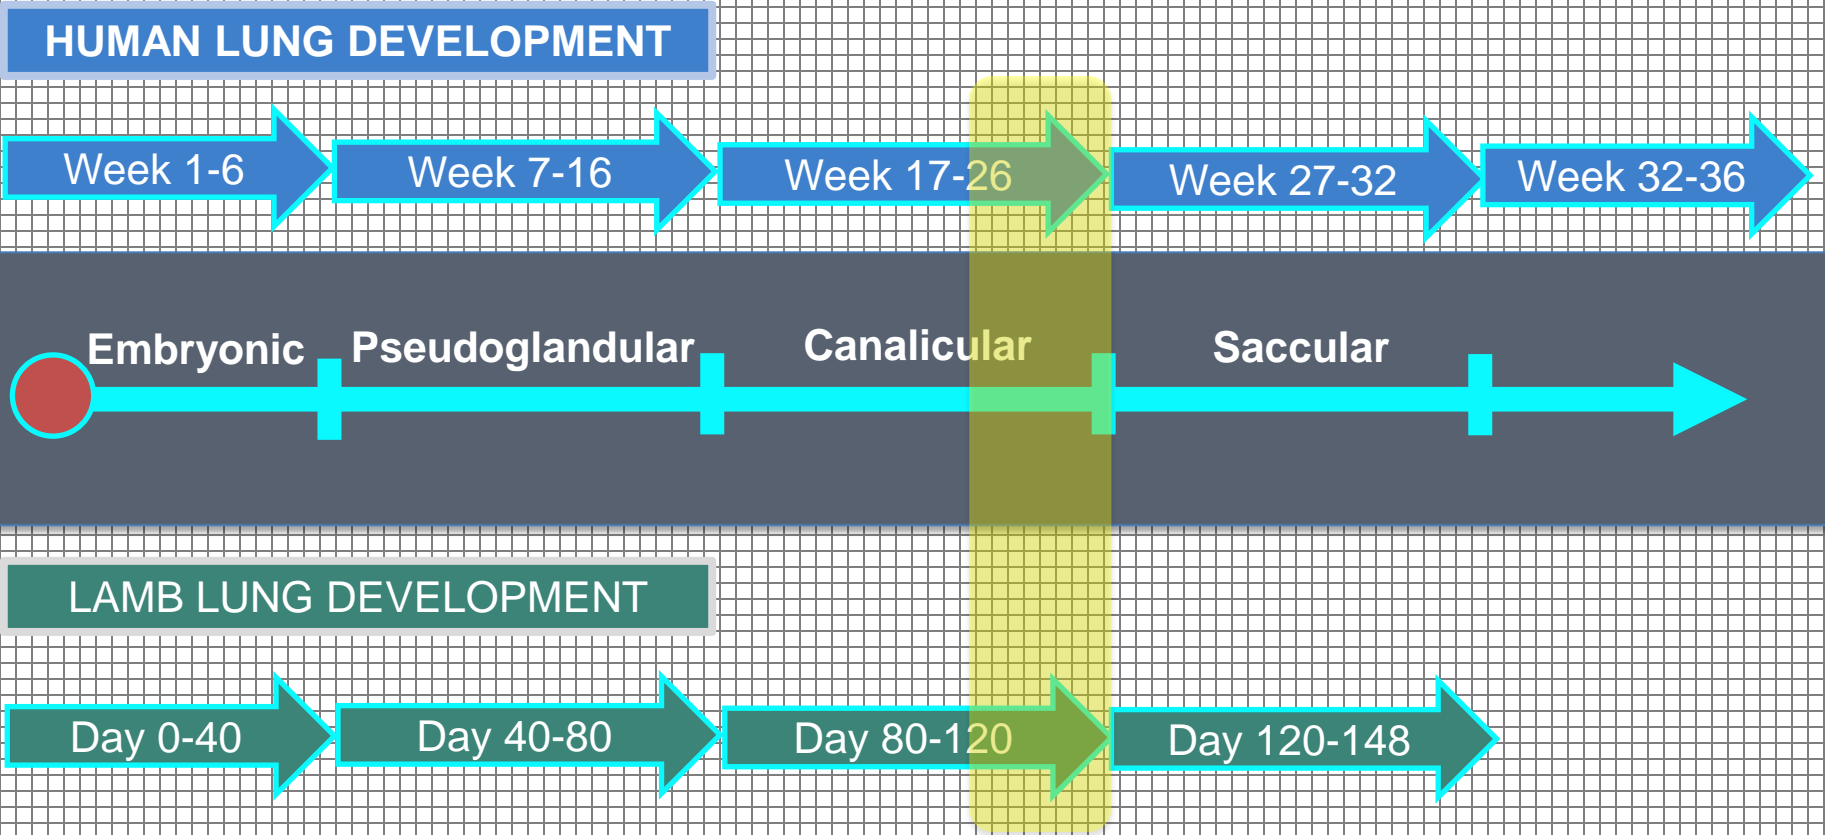 HUMAN LUNG DEVELOPMENT
Week 1-6
Week 7-16
Week 17-26
Week 27-32
Week 32-36
Embryonic
Pseudoglandular
Canalicular
Saccular
LAMB LUNG DEVELOPMENT
Day 0-40
Day 40-80
Day 80-120
Day 120-148